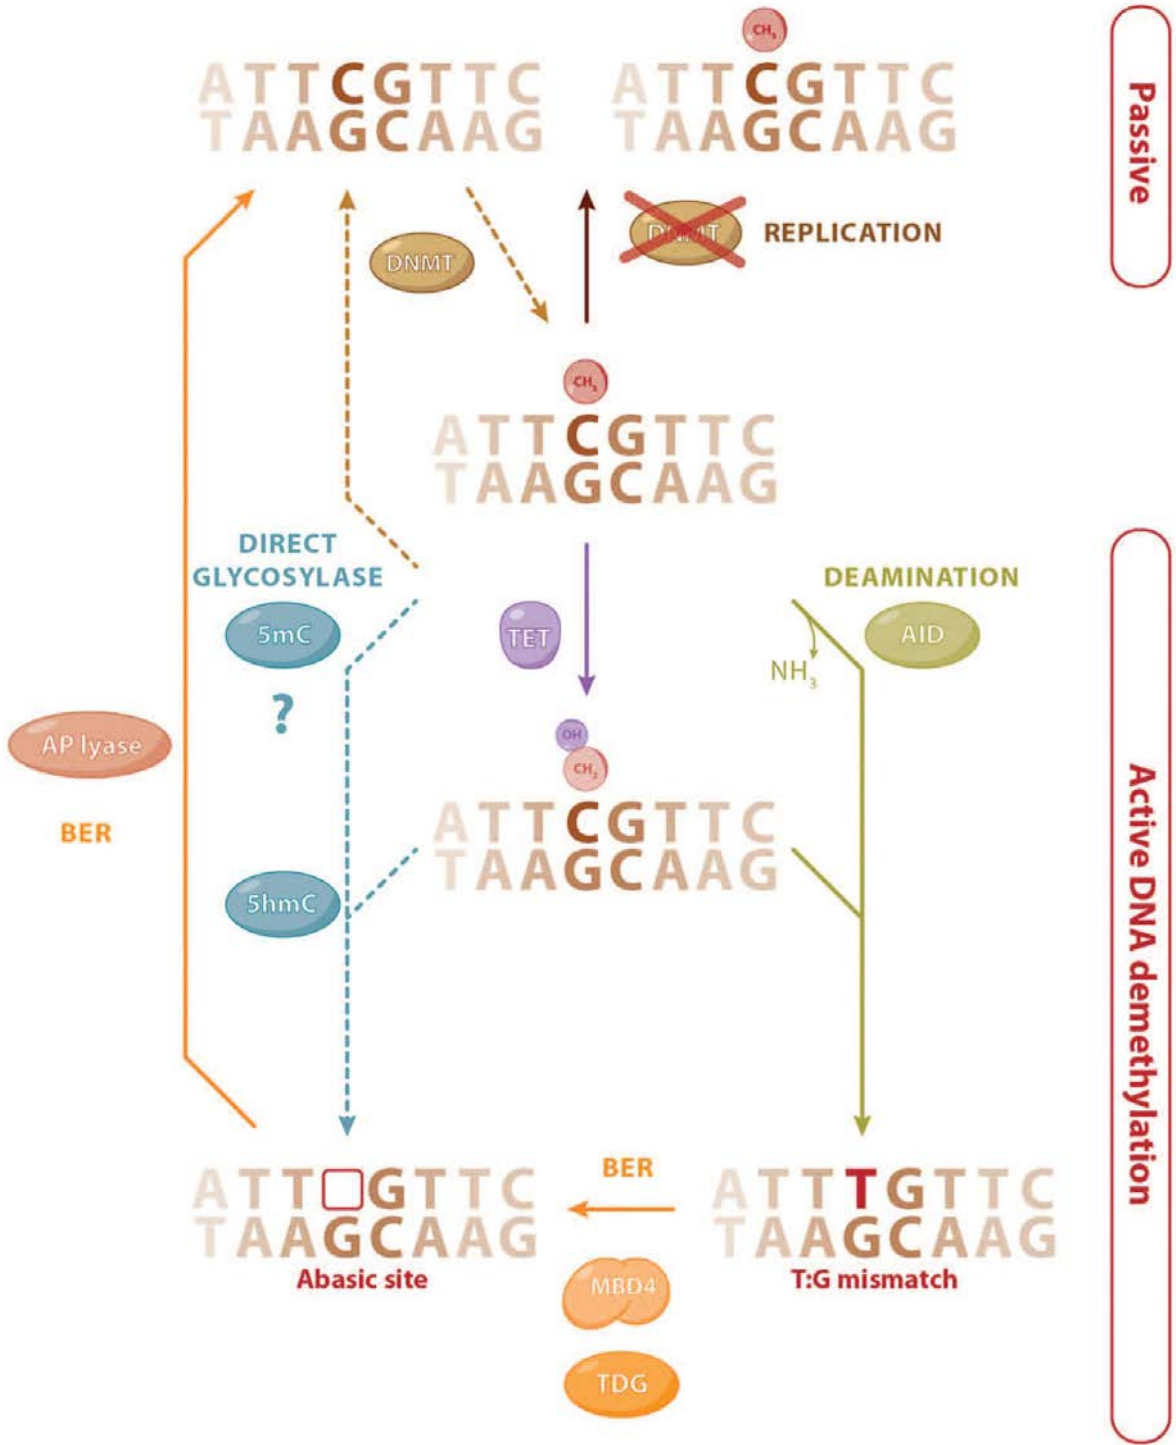 CH3
ATTCGTTC ATTCGTTC
TAAGCAAG TAAGCAAG
Passive
DNMT
DNMT
REPLICATION
CH3
ATTCGTTC
TAAGCAAG
DIRECT
GLYCOSYLASE
5mC
?
TET
DEAMINATION
AID
NH3
AP lyase
BER
OH
CH2
ATTCGTTC
TAAGCAAG
5hmC
Active DNA demethylation
ATT GTTC
TAAGCAAG
Abasic site
BER
MBD4
TDG
ATTTGTTC
TAAGCAAG
T:G mismatch